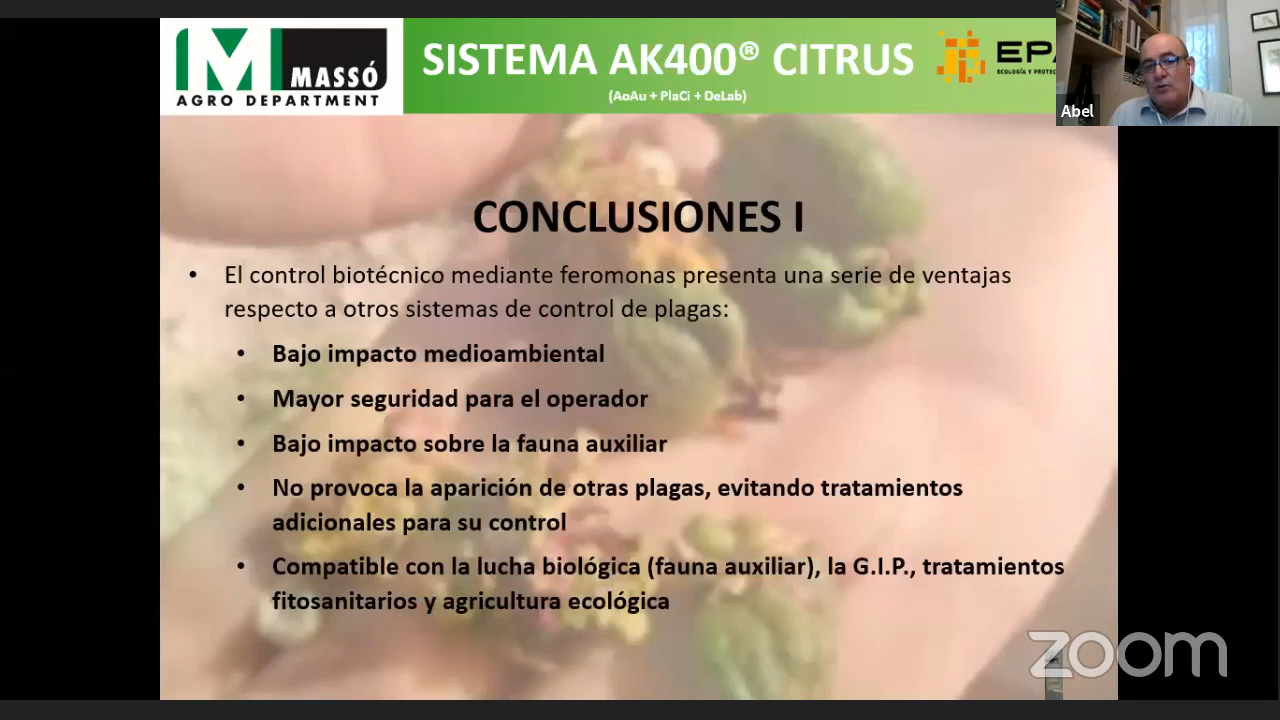 MASSÓ
AGRO DEPARTMENT
SISTEMA AK400® CITRUS
(AoAu + PlaCi + DeLab)
EPA
ECOLOGÍA Y PROTEC
Abel
CONCLUSIONES I
• El control biotécnico mediante feromonas presenta una serie de ventajas
respecto a otros sistemas de control de plagas:
• Bajo impacto medioambiental
• Mayor seguridad para el operador
• Bajo impacto sobre la fauna auxiliar
• No provoca la aparición de otras plagas, evitando tratamientos
adicionales para su control
• Compatible con la lucha biológica (fauna auxiliar), la G.I.P., tratamientos
fitosanitarios y agricultura ecológica
zoom